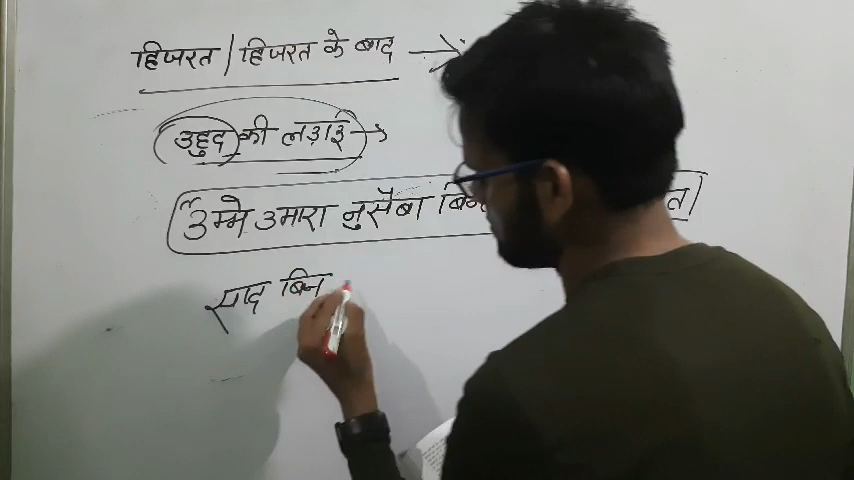 हिजरत / हिजरत के बाद →
उहुद की लड़ाई →
उम्मे उमारा नुसैबा
साद बिन